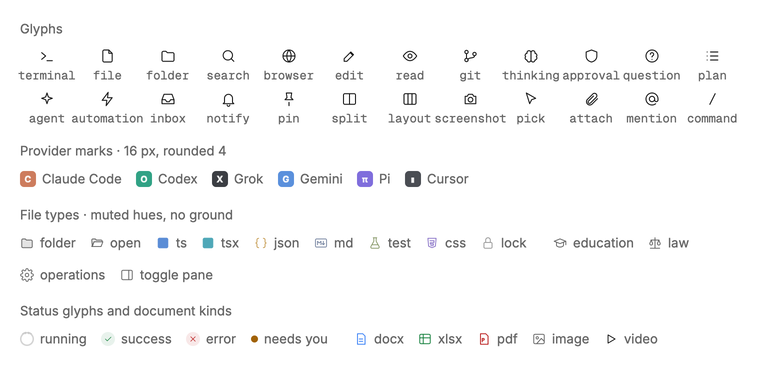 Glyphs
terminal file folder search browser edit read git thinking approval question plan
agent automation inbox notify pin split layout screenshot pick attach mention command
Provider marks · 16 px, rounded 4
C Claude Code O Codex X Grok G Gemini π Pi Cursor
File types · muted hues, no ground
folder open ts tsx {} json M↓ md test css lock education law
operations toggle pane
Status glyphs and document kinds
running success error needs you docx xlsx pdf image video